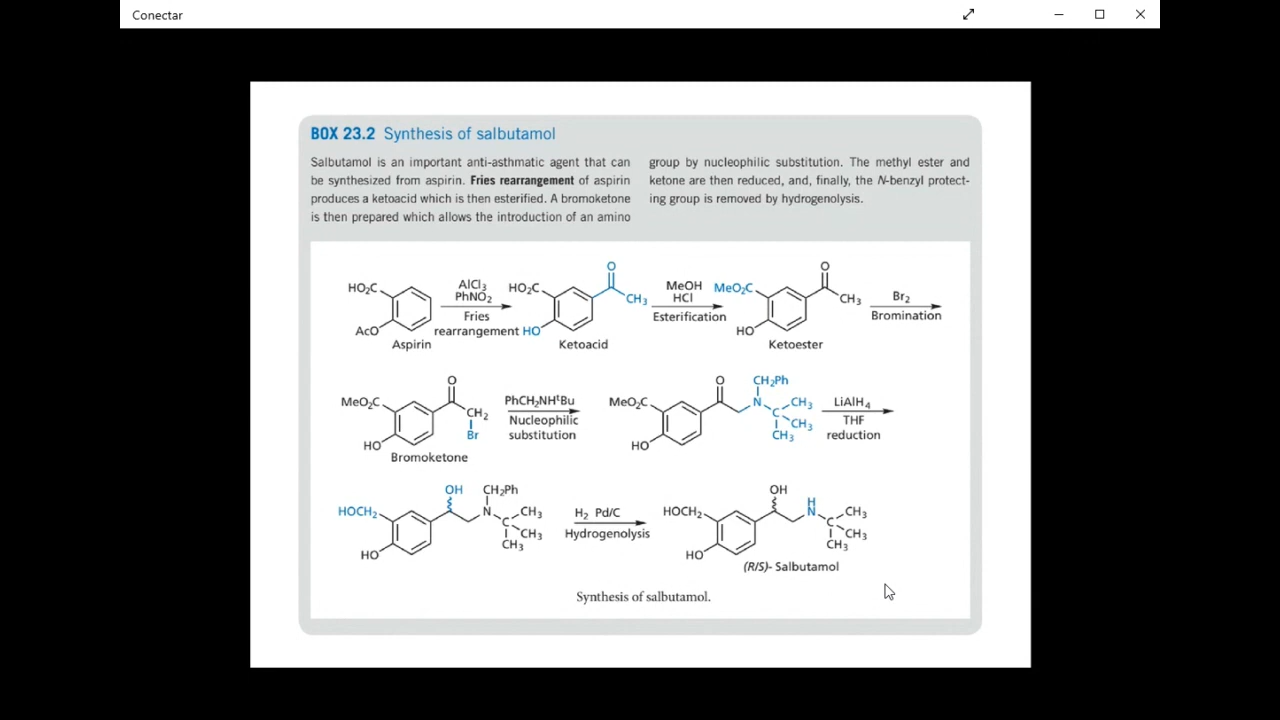 Conectar
BOX 23.2 Synthesis of salbutamol
Salbutamol is an important anti-asthmatic agent that can
be synthesized from aspirin. Fries rearrangement of aspirin
produces a ketoacid which is then esterified. A bromoketone
is then prepared which allows the introduction of an amino
group by nucleophilic substitution. The methyl ester and
ketone are then reduced, and, finally, the N-benzyl protect-
ing group is removed by hydrogenolysis.
HO₂C
AcO
Aspirin
AlCl₃
PhNO₂
Fries
rearrangement
HO₂C
O
CH₃
HO
Ketoacid
MeOH
HCl
Esterification
MeO₂C
O
CH₃
HO
Ketoester
Br₂
Bromination
MeO₂C
O
CH₂
Br
HO
Bromoketone
PhCH₂NHᵗBu
Nucleophilic
substitution
MeO₂C
O
CH₂Ph
N
C
CH₃
CH₃
CH₃
HO
LiAlH₄
THF
reduction
HOCH₂
OH
CH₂Ph
N
C
CH₃
CH₃
CH₃
HO
H₂ Pd/C
Hydrogenolysis
HOCH₂
OH
H
N
C
CH₃
CH₃
CH₃
HO
(R/S)- Salbutamol
Synthesis of salbutamol.